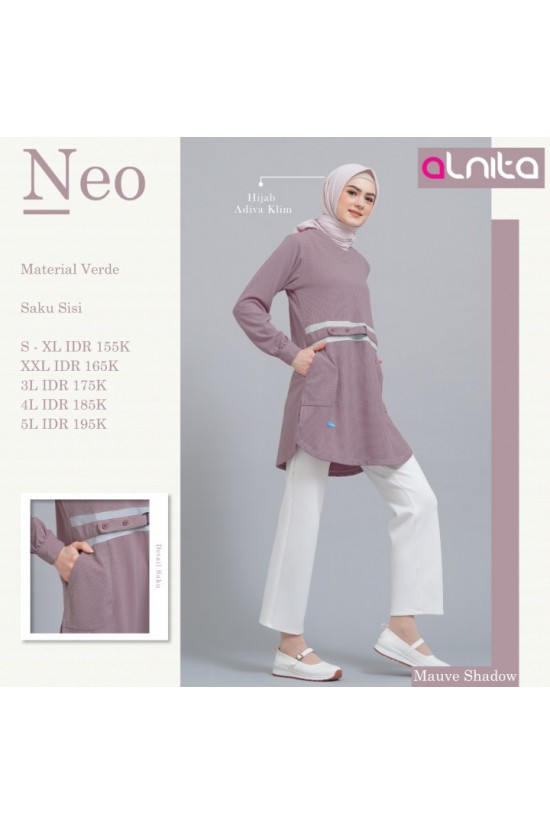 Neo
alnita
Hijab
Adiva Klim
Material Verde
Saku Sisi
S - XL IDR 155K
XXL IDR 165K
3L IDR 175K
4L IDR 185K
5L IDR 195K
Detail Saku
Mauve Shadow